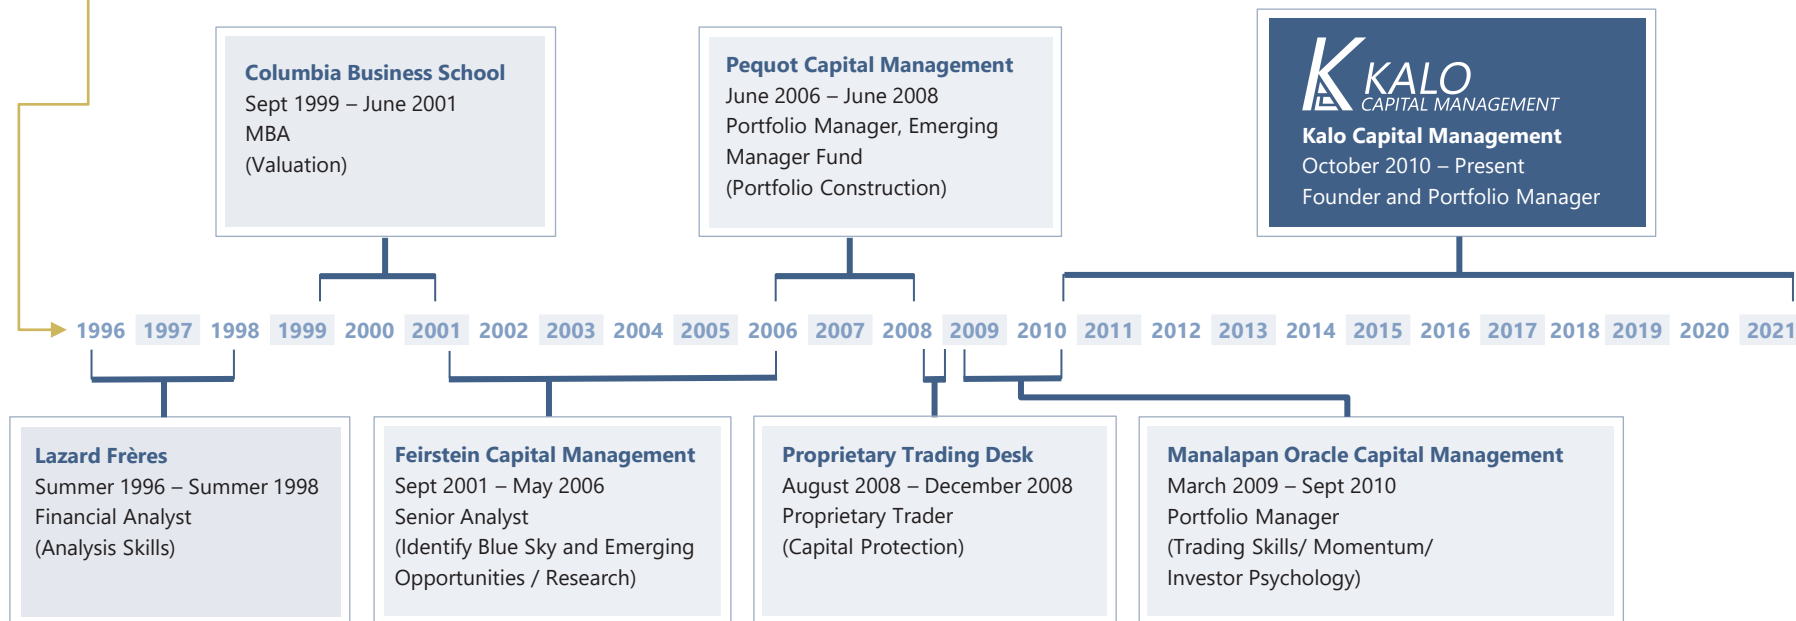 Columbia Business School
Sept 1999 – June 2001
MBA
(Valuation)
Pequot Capital Management
June 2006 – June 2008
Portfolio Manager, Emerging
Manager Fund
(Portfolio Construction)
KALO
CAPITAL MANAGEMENT
Kalo Capital Management
October 2010 – Present
Founder and Portfolio Manager
1996 1997 1998 1999 2000 2001 2002 2003 2004 2005 2006 2007 2008 2009 2010 2011 2012 2013 2014 2015 2016 2017 2018 2019 2020 2021
Lazard Frères
Summer 1996 – Summer 1998
Financial Analyst
(Analysis Skills)
Feirstein Capital Management
Sept 2001 – May 2006
Senior Analyst
(Identify Blue Sky and Emerging
Opportunities / Research)
Proprietary Trading Desk
August 2008 – December 2008
Proprietary Trader
(Capital Protection)
Manalapan Oracle Capital Management
March 2009 – Sept 2010
Portfolio Manager
(Trading Skills/ Momentum/
Investor Psychology)